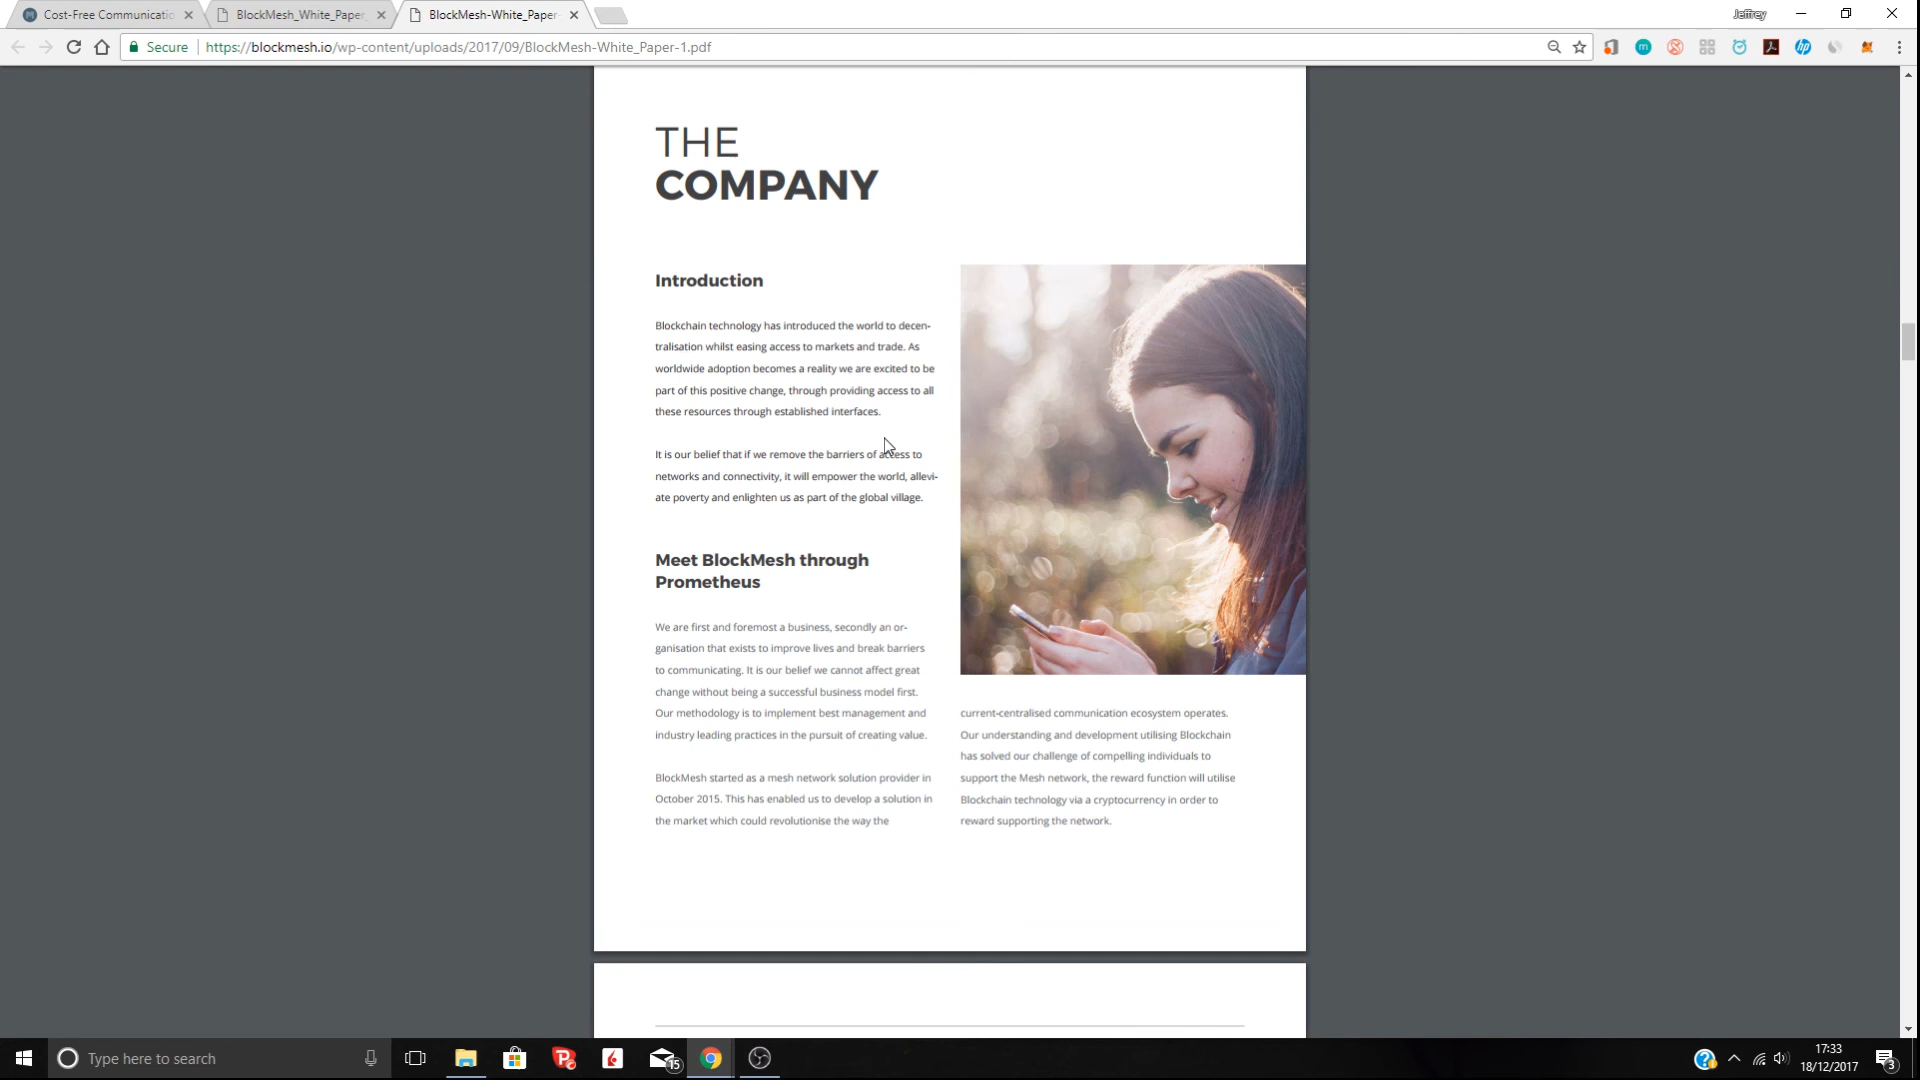 Cost-Free Communicatio
BlockMesh_White_Paper
BlockMesh-White_Paper-
Jeffrey
Secure
https://blockmesh.io/wp-content/uploads/2017/09/BlockMesh-White_Paper-1.pdf
THE
COMPANY
Introduction
Blockchain technology has introduced the world to decen-
tralisation whilst easing access to markets and trade. As
worldwide adoption becomes a reality we are excited to be
part of this positive change, through providing access to all
these resources through established interfaces.
It is our belief that if we remove the barriers of access to
networks and connectivity, it will empower the world, allevi-
ate poverty and enlighten us as part of the global village.
Meet BlockMesh through
Prometheus
We are first and foremost a business, secondly an or-
ganisation that exists to improve lives and break barriers
to communicating. It is our belief we cannot affect great
change without being a successful business model first.
Our methodology is to implement best management and
industry leading practices in the pursuit of creating value.
BlockMesh started as a mesh network solution provider in
October 2015. This has enabled us to develop a solution in
the market which could revolutionise the way the
current-centralised communication ecosystem operates.
Our understanding and development utilising Blockchain
has solved our challenge of compelling individuals to
support the Mesh network, the reward function will utilise
Blockchain technology via a cryptocurrency in order to
reward supporting the network.
Type here to search
15
17:33
18/12/2017
3